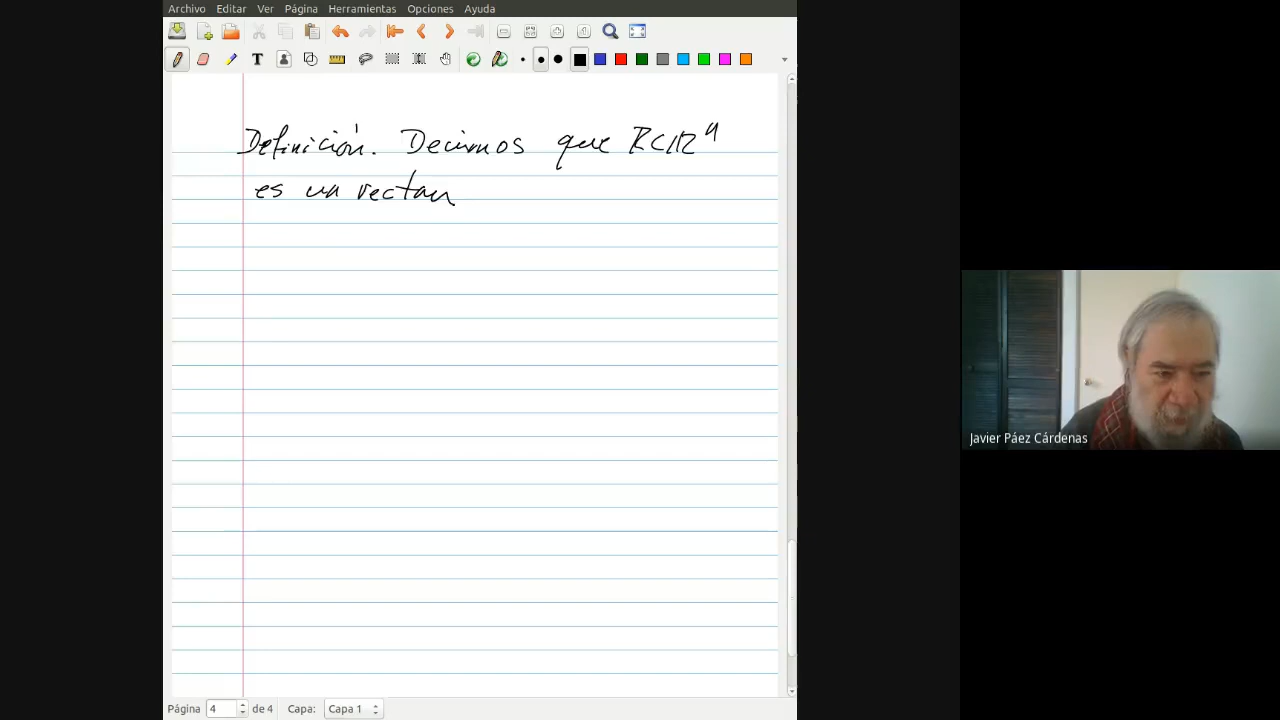 Archivo Editar Ver Página Herramientas Opciones Ayuda
T
Definición. Decimos que R⊂ℝⁿ
es un rectan
Javier Páez Cárdenas
Página 4 de 4 Capa: Capa 1